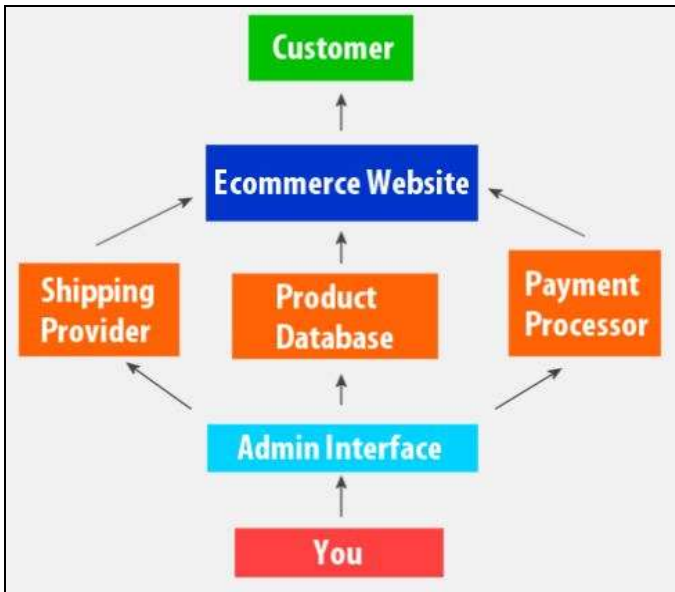 Customer
Ecommerce Website
Shipping
Provider
Product
Database
Payment
Processor
Admin Interface
You